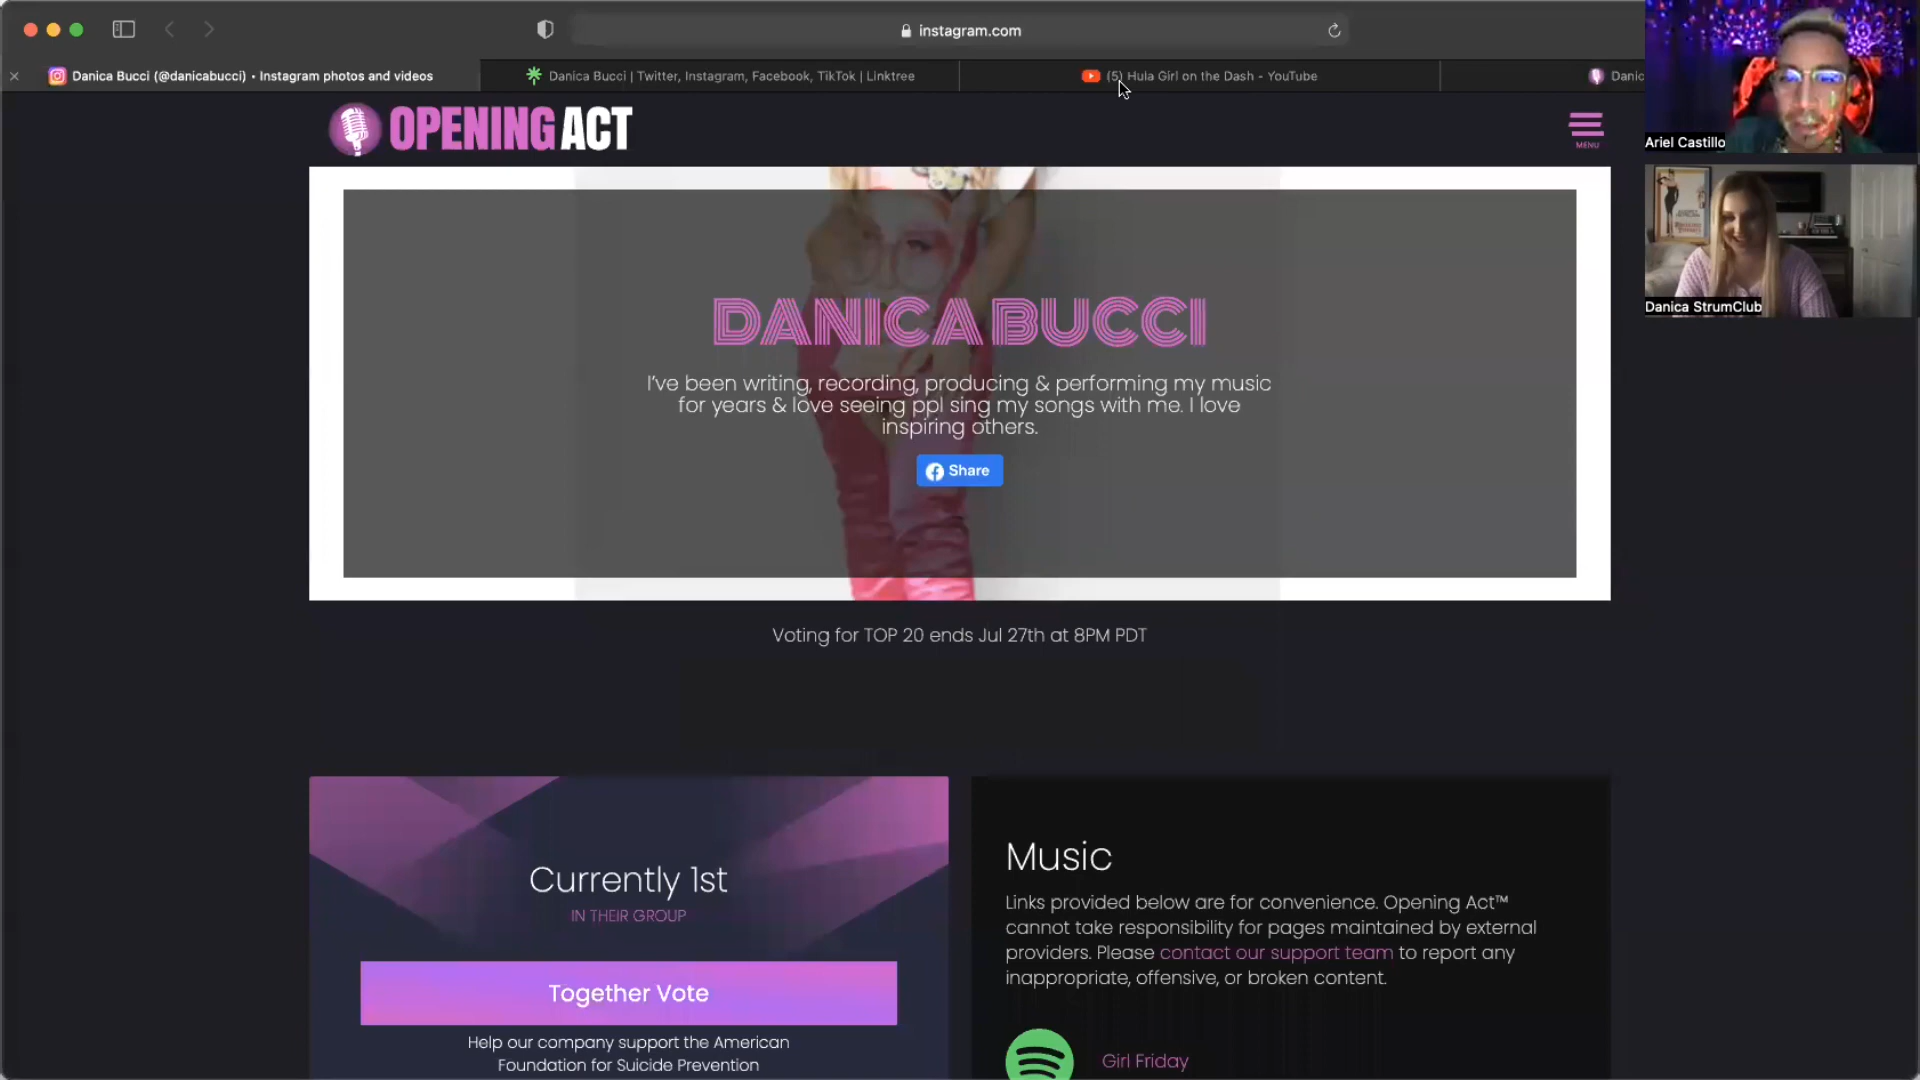 instagram.com
Danica Bucci (@danicabucci) • Instagram photos and videos
Danica Bucci | Twitter, Instagram, Facebook, TikTok | Linktree
(5) Hula Girl on the Dash - YouTube
Danic
OPENING ACT
MENU
Ariel Castillo
Danica StrumClub
DANICA BUCCI
I've been writing, recording, producing & performing my music
for years & love seeing ppl sing my songs with me. I love
inspiring others.
Share
Voting for TOP 20 ends Jul 27th at 8PM PDT
Currently 1st
IN THEIR GROUP
Together Vote
Help our company support the American
Foundation for Suicide Prevention
Music
Links provided below are for convenience. Opening Act™
cannot take responsibility for pages maintained by external
providers. Please contact our support team to report any
inappropriate, offensive, or broken content.
Girl Friday